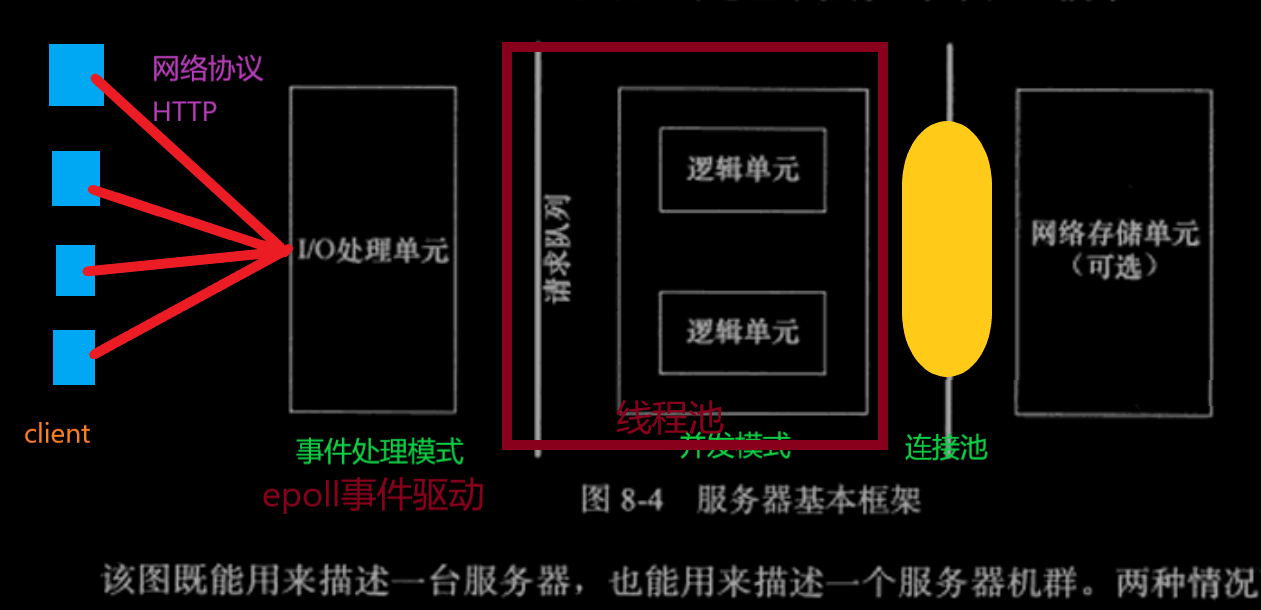 网络协议
HTTP
I/O处理单元
请求队列
逻辑单元
逻辑单元
网络存储单元
（可选）
client
线程池
并发模式
事件处理模式
连接池
epoll事件驱动
图 8-4 服务器基本框架
该图既能用来描述一台服务器，也能用来描述一个服务器机群。两种情况